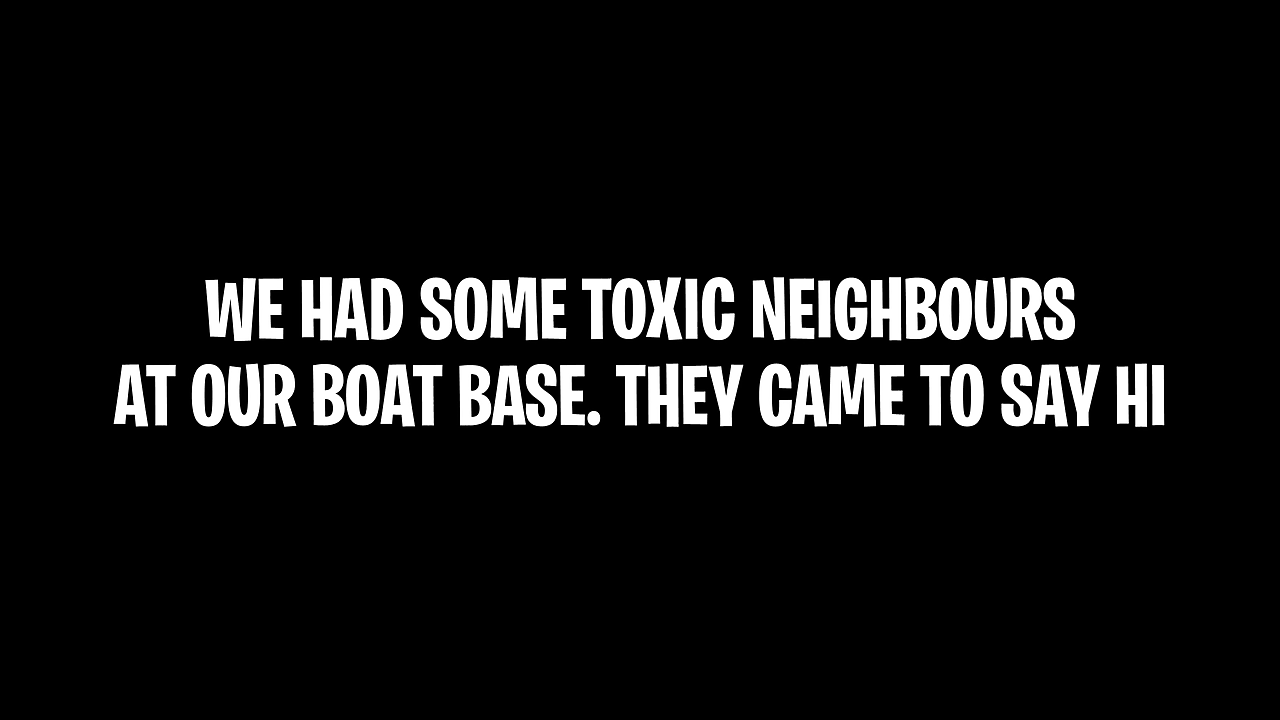 WE HAD SOME TOXIC NEIGHBOURS
AT OUR BOAT BASE. THEY CAME TO SAY HI